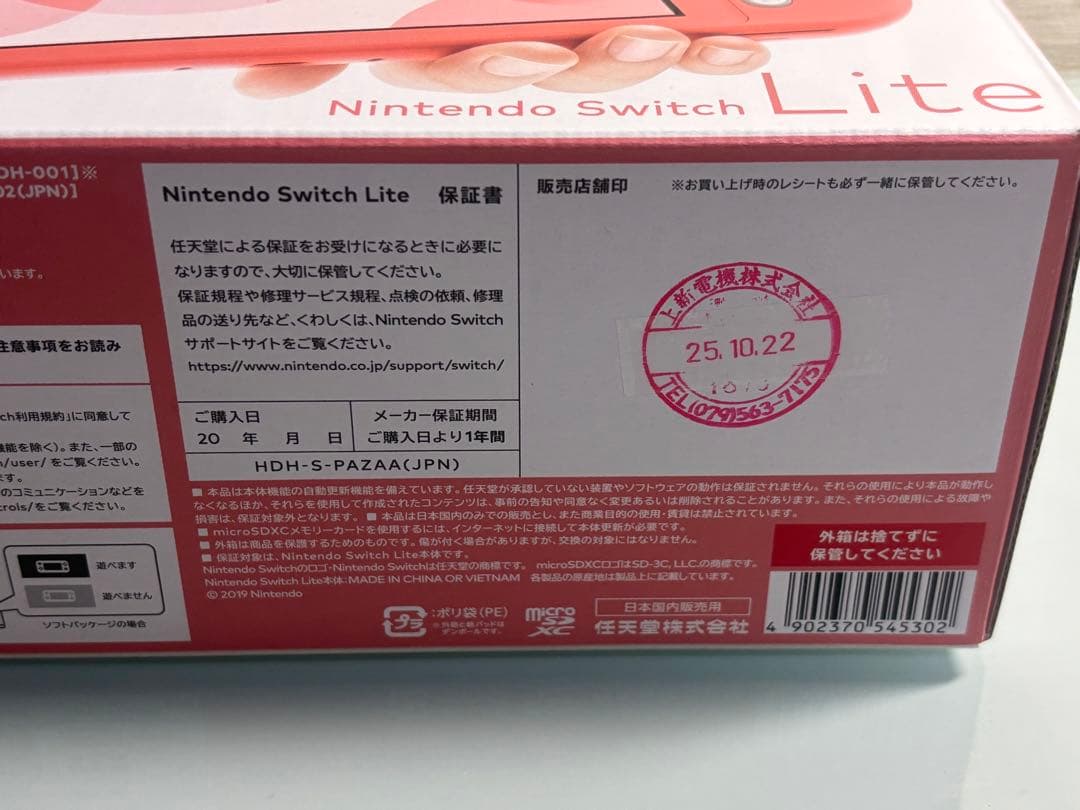 Nintendo Switch Lite
DH-001]※
02(JPN)]
います。
注意事項をお読み
ch利用規約」に同意して
機能を除く)。また、一部の
n/user/ をご覧ください。
す。
のコミュニケーションなどを
trols/をご覧ください。
遊べます
遊べません
ソフトパッケージの場合
Nintendo Switch Lite 保証書
任天堂による保証をお受けになるときに必要に
なりますので、大切に保管してください。
保証規程や修理サービス規程、点検の依頼、修理
品の送り先など、くわしくは、Nintendo Switch
サポートサイトをご覧ください。
https://www.nintendo.co.jp/support/switch/
ご購入日
20 年 月 日
メーカー保証期間
ご購入日より1年間
HDH-S-PAZAA(JPN)
販売店舗印 ※お買い上げ時のレシートも必ず一緒に保管してください。
上新電機株式会社
25.10.22
TEL(079)563-7175
■ 本品は本体機能の自動更新機能を備えています。任天堂が承認していない装置やソフトウェアの動作は保証されません。それらの使用により本品が動作し
なくなるほか、それらを使用して作成されたコンテンツは、事前の告知や同意なく変更あるいは削除されることがあります。また、それらの使用による故障や
損害は、保証対象外となります。 ■ 本品は日本国内のみでの販売とし、また商業目的の使用・賃貸は禁止されています。
■ microSDXCメモリーカードを使用するには、インターネットに接続して本体更新が必要です。
■ 外箱は商品を保護するためのものです。傷が付く場合がありますが、交換の対象にはなりません。
■ 保証対象は、Nintendo Switch Lite本体です。
Nintendo Switchのロゴ・Nintendo Switchは任天堂の商標です。 microSDXCロゴはSD-3C, LLC.の商標です。
Nintendo Switch Lite本体: MADE IN CHINA OR VIETNAM 各製品の原産地は製品上に記載しています。
© 2019 Nintendo
プラ
:ポリ袋(PE)
※外箱と紙パッドは
ダンボールです。
micro
SD
XC
日本国内販売用
任天堂株式会社
外箱は捨てずに
保管してください
4 902370 545302